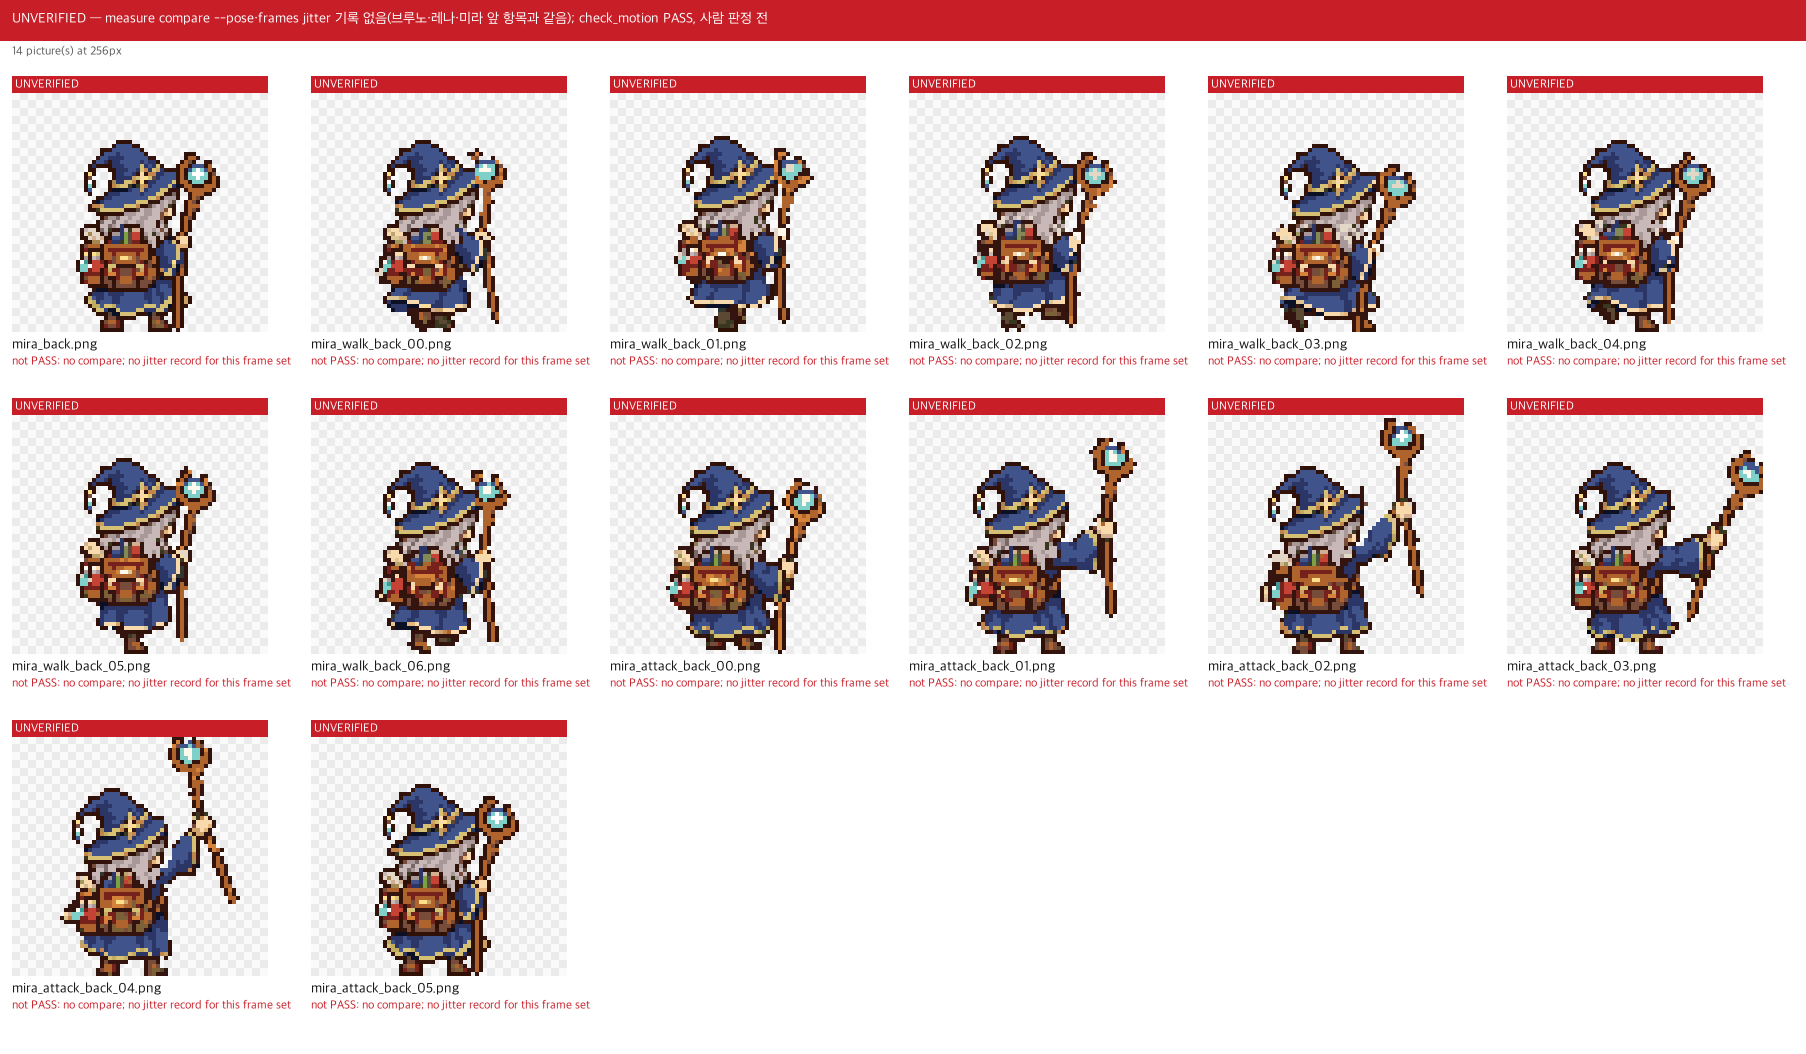 UNVERIFIED — measure compare --pose-frames jitter 기록 없음(브루노·레나·미라 앞 항목과 같음); check_motion PASS, 사람 판정 전
14 picture(s) at 256px
UNVERIFIED
UNVERIFIED
UNVERIFIED
UNVERIFIED
UNVERIFIED
UNVERIFIED
mira_back.png
mira_walk_back_00.png
mira_walk_back_01.png
mira_walk_back_02.png
mira_walk_back_03.png
mira_walk_back_04.png
not PASS: no compare; no jitter record for this frame set
not PASS: no compare; no jitter record for this frame set
not PASS: no compare; no jitter record for this frame set
not PASS: no compare; no jitter record for this frame set
not PASS: no compare; no jitter record for this frame set
not PASS: no compare; no jitter record for this frame set
UNVERIFIED
UNVERIFIED
UNVERIFIED
UNVERIFIED
UNVERIFIED
UNVERIFIED
mira_walk_back_05.png
mira_walk_back_06.png
mira_attack_back_00.png
mira_attack_back_01.png
mira_attack_back_02.png
mira_attack_back_03.png
not PASS: no compare; no jitter record for this frame set
not PASS: no compare; no jitter record for this frame set
not PASS: no compare; no jitter record for this frame set
not PASS: no compare; no jitter record for this frame set
not PASS: no compare; no jitter record for this frame set
not PASS: no compare; no jitter record for this frame set
UNVERIFIED
UNVERIFIED
mira_attack_back_04.png
mira_attack_back_05.png
not PASS: no compare; no jitter record for this frame set
not PASS: no compare; no jitter record for this frame set